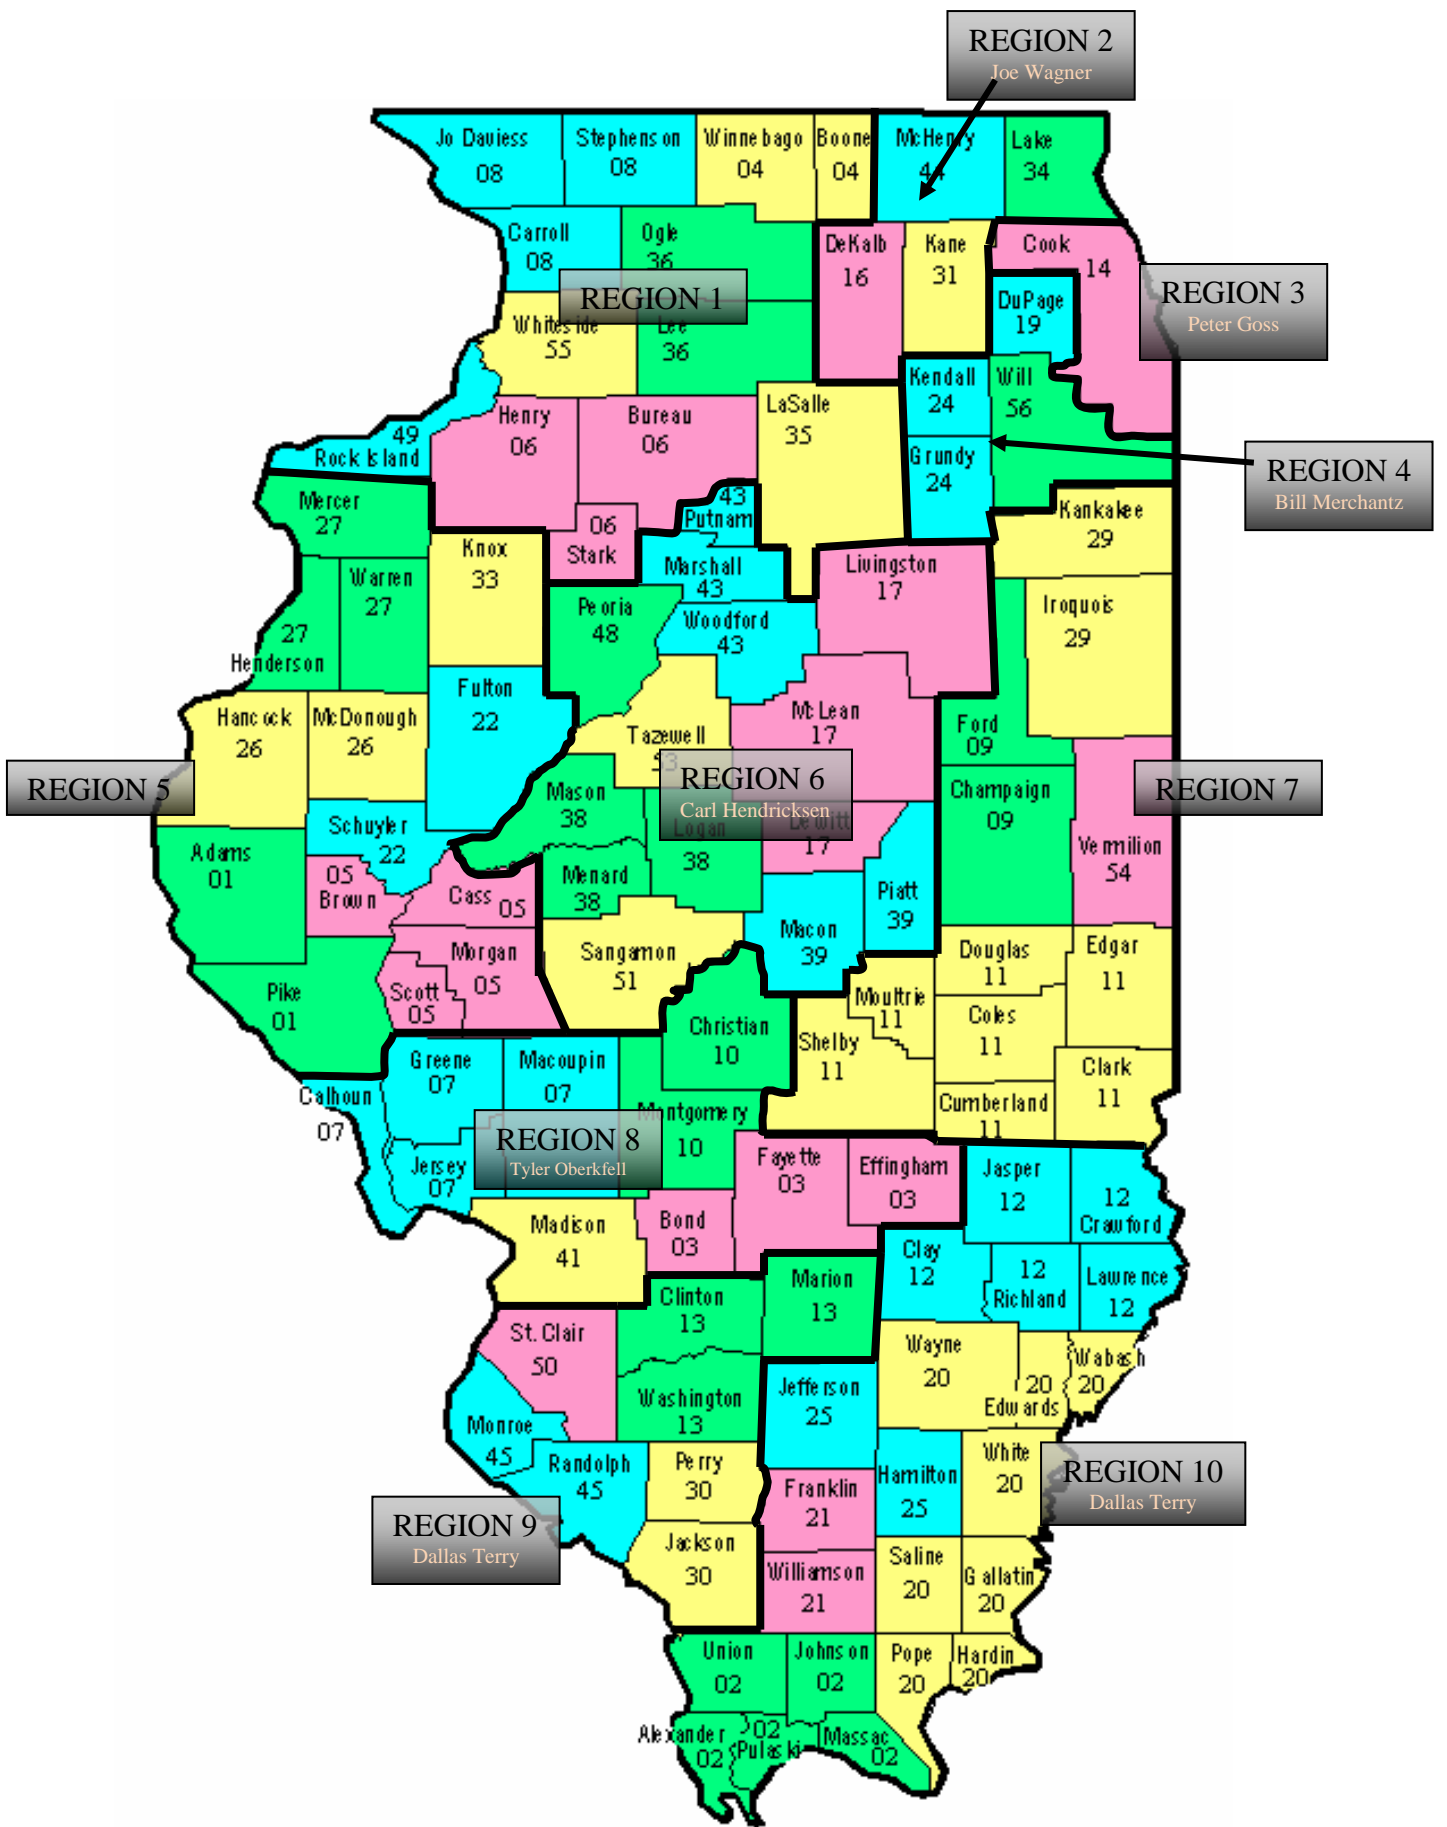 REGION 2
Joe Wagner
Jo Daviess
08
Stephenson
08
Winnebago
04
Boone
04
McHenry
44
Lake
34
Carroll
08
Ogle
36
DeKalb
16
Kane
31
Cook
14
REGION 3
Peter Goss
REGION 1
DuPage
19
Whiteside
55
Lee
36
Kendall
24
Will
56
Henry
06
Bureau
06
LaSalle
35
49
Rock Island
Grundy
24
REGION 4
Bill Merchantz
Mercer
27
43
Putnam
06
Stark
Kankakee
29
Knox
33
Marshall
43
Livingston
17
Warren
27
Peoria
48
Woodford
43
Iroquois
29
27
Henderson
Fulton
22
Hancock
26
McDonough
26
Tazewell
53
McLean
17
Ford
09
REGION 5
REGION 6
Carl Hendricksen
REGION 7
Mason
38
Logan
38
DeWitt
17
Champaign
09
Vermilion
54
Schuyler
22
Adams
01
05
Brown
Cass 05
Menard
38
Piatt
39
Macon
39
Morgan
05
Sangamon
51
Douglas
11
Edgar
11
Pike
01
Scott
05
Moultrie
11
Coles
11
Christian
10
Shelby
11
Greene
07
Macoupin
07
Clark
11
Calhoun
07
Montgomery
10
Cumberland
11
REGION 8
Tyler Oberkfell
Jersey
07
Fayette
03
Effingham
03
Jasper
12
12
Crawford
Madison
41
Bond
03
Clay
12
12
Richland
Lawrence
12
Marion
13
Clinton
13
St. Clair
50
Wayne
20
20
Edwards
Wabash
20
Washington
13
Jefferson
25
Monroe
45
Randolph
45
Perry
30
Hamilton
25
White
20
REGION 10
Dallas Terry
Franklin
21
REGION 9
Dallas Terry
Jackson
30
Williamson
21
Saline
20
Gallatin
20
Union
02
Johnson
02
Pope
20
Hardin
20
Alexander
02
02
Pulaski
Massac
02